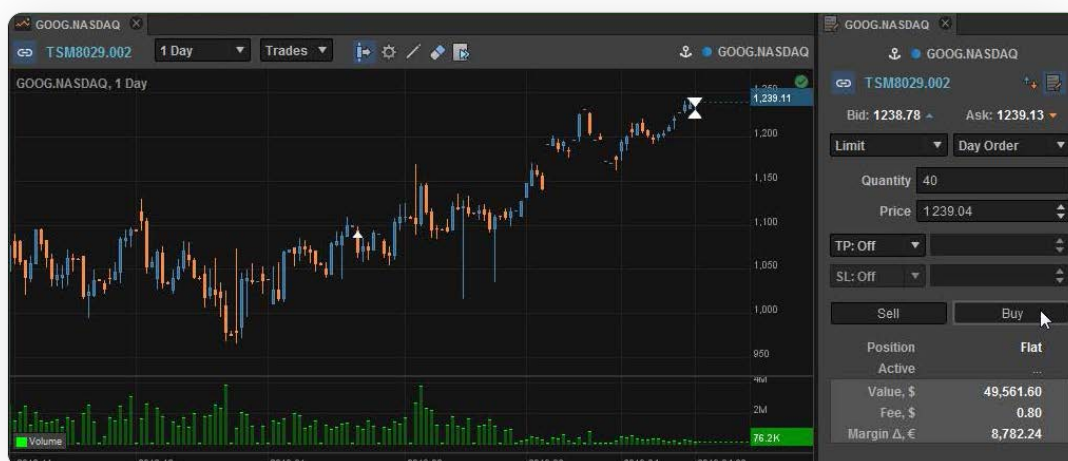 GOOG.NASDAQ
TSM8029.002 1 Day Trades GOOG.NASDAQ
GOOG.NASDAQ, 1 Day
1,250
1,239.11
1,200
1,150
1,100
1,050
1,000
950
4M
2M
76.2K
Volume
GOOG.NASDAQ
GOOG.NASDAQ
TSM8029.002
Bid: 1238.78 Ask: 1239.13
Limit Day Order
Quantity 40
Price 1239.04
TP: Off
SL: Off
Sell Buy
Position Flat
Active ...
Value, $ 49,561.60
Fee, $ 0.80
Margin Δ, € 8,782.24